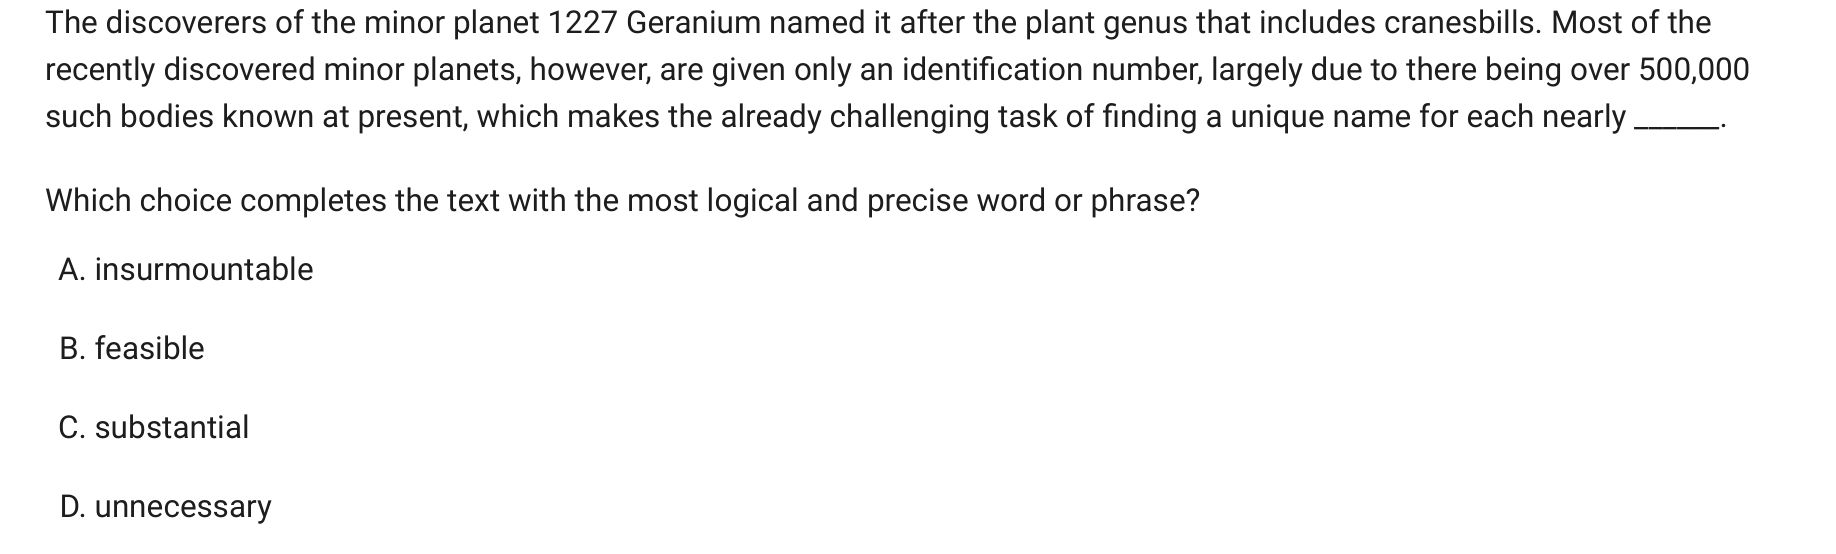 The discoverers of the minor planet 1227 Geranium named it after the plant genus that includes cranesbills. Most of the
recently discovered minor planets, however, are given only an identification number, largely due to there being over 500,000
such bodies known at present, which makes the already challenging task of finding a unique name for each nearly ______.
Which choice completes the text with the most logical and precise word or phrase?
A. insurmountable
B. feasible
C. substantial
D. unnecessary